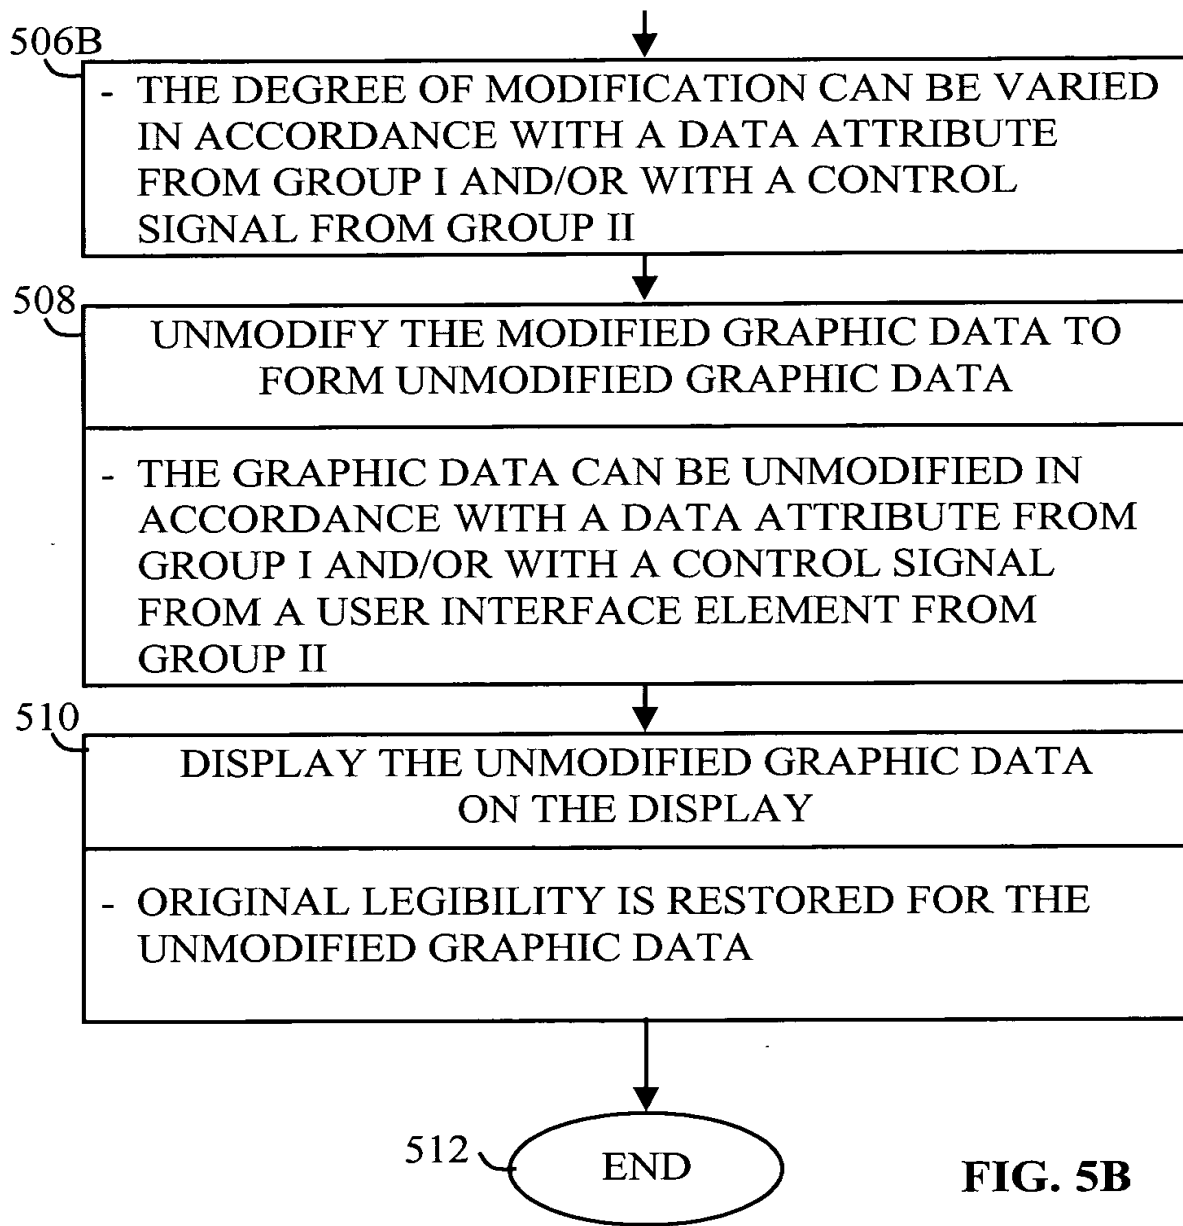 506B
- THE DEGREE OF MODIFICATION CAN BE VARIED
IN ACCORDANCE WITH A DATA ATTRIBUTE
FROM GROUP I AND/OR WITH A CONTROL
SIGNAL FROM GROUP II
508
UNMODIFY THE MODIFIED GRAPHIC DATA TO
FORM UNMODIFIED GRAPHIC DATA
- THE GRAPHIC DATA CAN BE UNMODIFIED IN
ACCORDANCE WITH A DATA ATTRIBUTE FROM
GROUP I AND/OR WITH A CONTROL SIGNAL
FROM A USER INTERFACE ELEMENT FROM
GROUP II
510
DISPLAY THE UNMODIFIED GRAPHIC DATA
ON THE DISPLAY
- ORIGINAL LEGIBILITY IS RESTORED FOR THE
UNMODIFIED GRAPHIC DATA
512
END
FIG. 5B